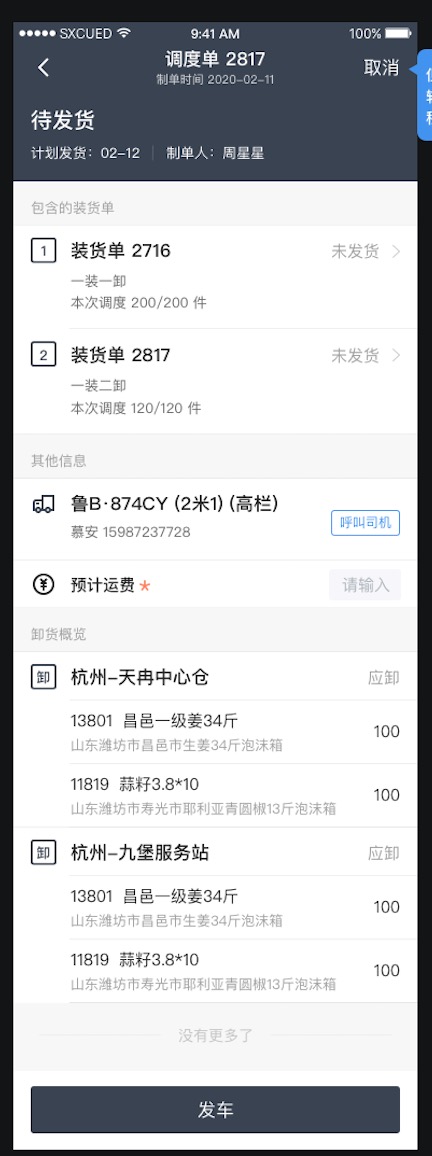 SXCUED 9:41 AM 100%
调度单 2817
取消
制单时间 2020-02-11
待发货
计划发货：02-12 制单人：周星星
包含的装货单
1 装货单 2716 未发货
一装一卸
本次调度 200/200 件
2 装货单 2817 未发货
一装二卸
本次调度 120/120 件
其他信息
鲁B·874CY (2米1) (高栏)
慕安 15987237728
呼叫司机
预计运费 * 请输入
卸货概览
卸 杭州-天冉中心仓 应卸
13801 昌邑一级姜34斤 100
山东潍坊市昌邑市生姜34斤泡沫箱
11819 蒜籽3.8*10 100
山东潍坊市寿光市耶利亚青圆椒13斤泡沫箱
卸 杭州-九堡服务站 应卸
13801 昌邑一级姜34斤 100
山东潍坊市昌邑市生姜34斤泡沫箱
11819 蒜籽3.8*10 100
山东潍坊市寿光市耶利亚青圆椒13斤泡沫箱
没有更多了
发车